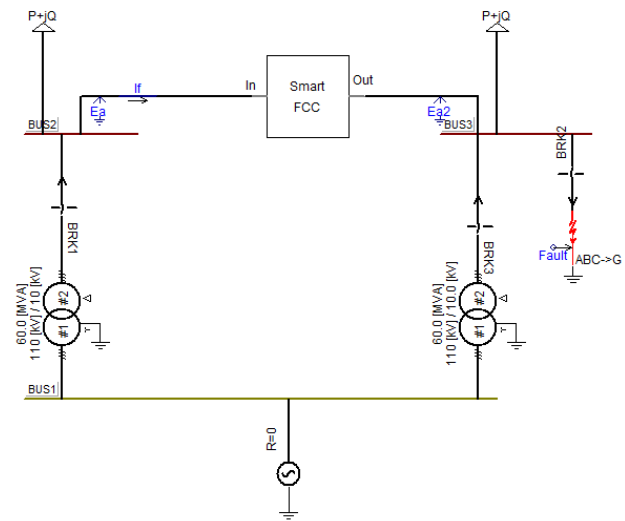 P+jQ
P+jQ
If
In
Smart
FCC
Out
Ea
Ea2
BUS2
BUS3
BRK2
BRK1
BRK3
Fault
ABC->G
#2
#1
60.0 [MVA]
110 [kV] / 10 [kV]
#2
#1
60.0 [MVA]
110 [kV] / 10.0 [kV]
BUS1
R=0